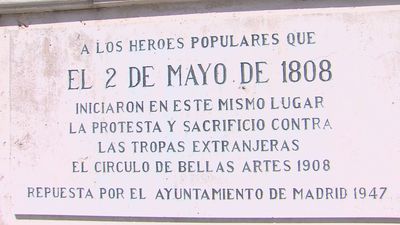 A LOS HEROES POPULARES QUE
EL 2 DE MAYO DE 1808
INICIARON EN ESTE MISMO LUGAR
LA PROTESTA Y SACRIFICIO CONTRA
LAS TROPAS EXTRANJERAS
EL CIRCULO DE BELLAS ARTES 1908
REPUESTA POR EL AYUNTAMIENTO DE MADRID 1947